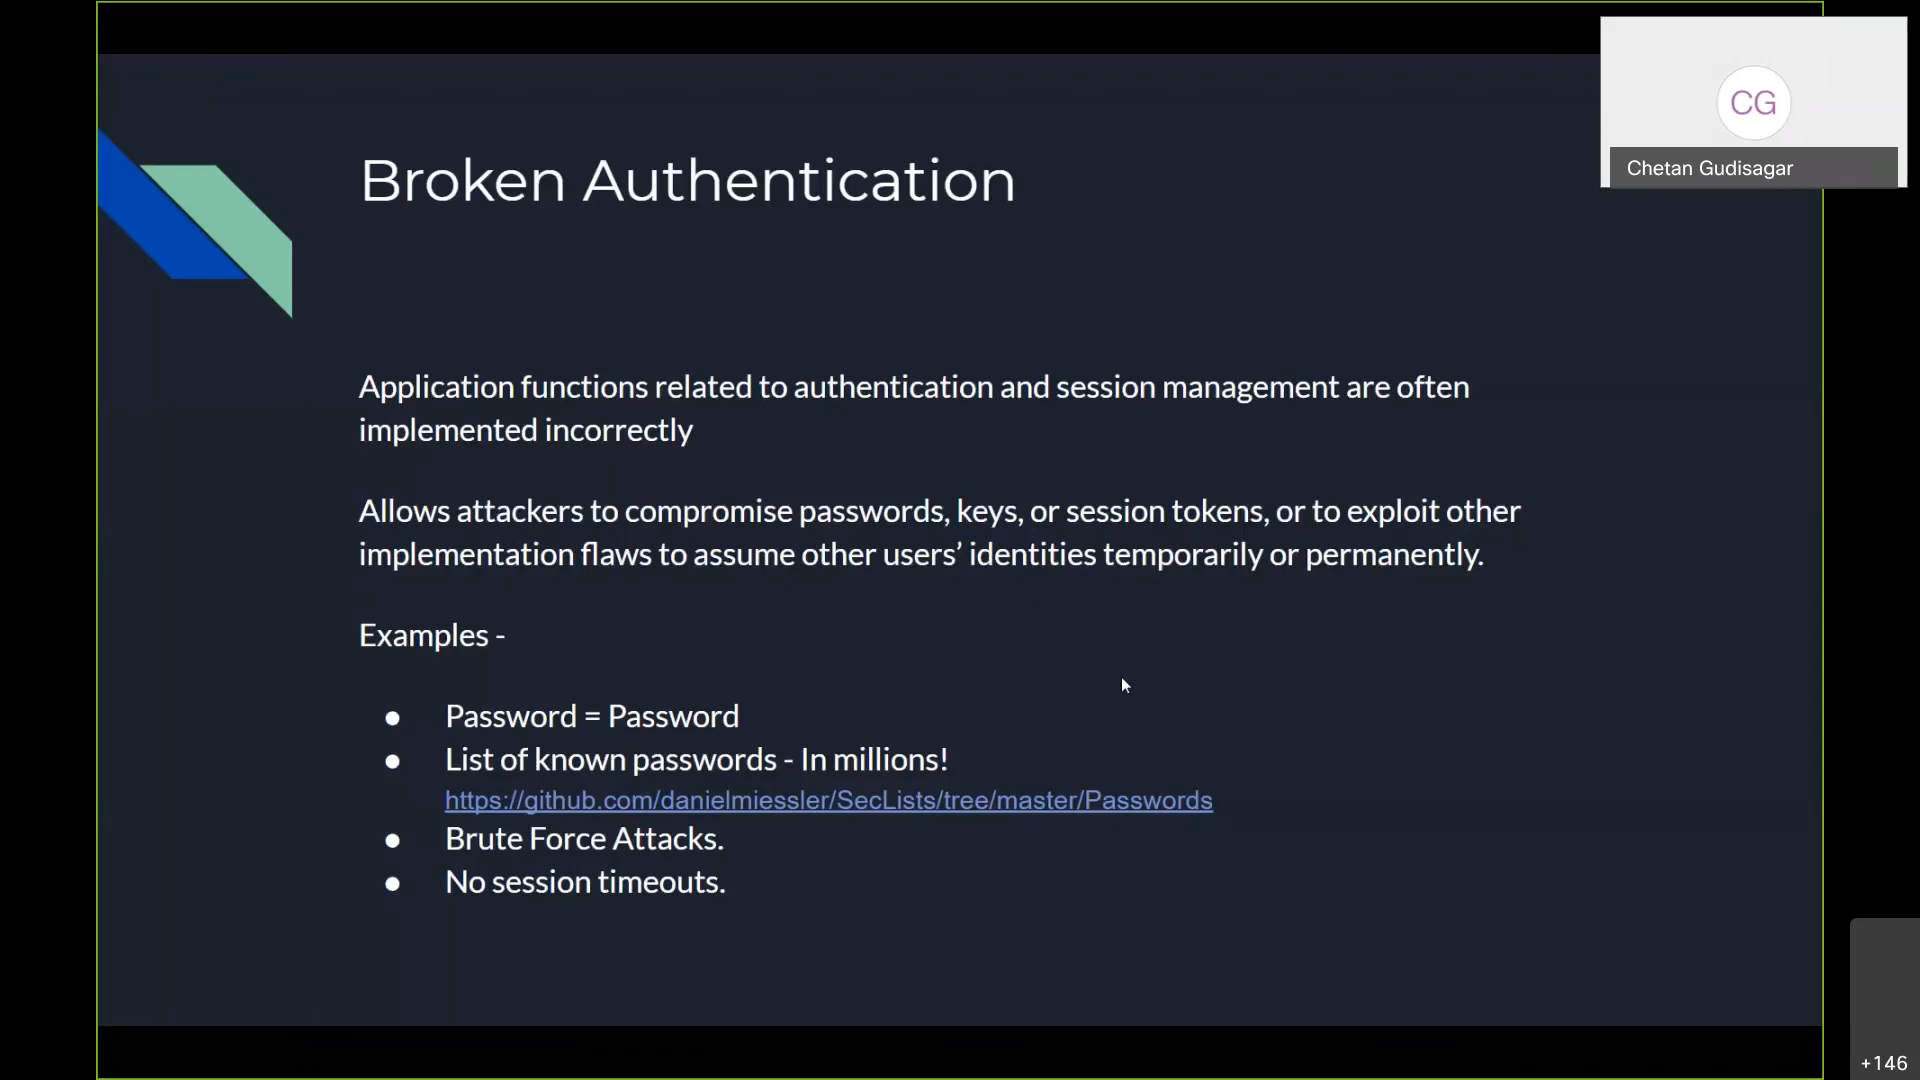 CG
Chetan Gudisagar
Broken Authentication
Application functions related to authentication and session management are often
implemented incorrectly
Allows attackers to compromise passwords, keys, or session tokens, or to exploit other
implementation flaws to assume other users’ identities temporarily or permanently.
Examples -
● Password = Password
● List of known passwords - In millions!
https://github.com/danielmiessler/SecLists/tree/master/Passwords
● Brute Force Attacks.
● No session timeouts.
+146